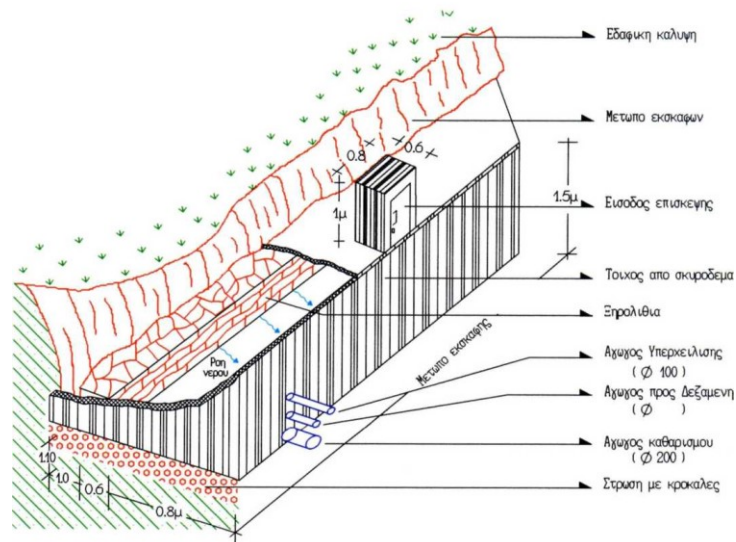 Εδαφικη καλυψη
Μετωπο εκσκαφων
0.8
0.6
1μ
1.5μ
Εισοδος επισκεψης
Τοιχος απο σκυροδεμα
Ξηρολιθια
Ροη
νερου
Μετωπο εκσκαφης
Αγωγος Υπερχειλισης
( Ø 100 )
Αγωγος προς Δεξαμενη
( Ø )
Αγωγος καθαρισμου
( Ø 200 )
Στρωση με κροκαλες
1.10
1.0
0.6
0.8μ